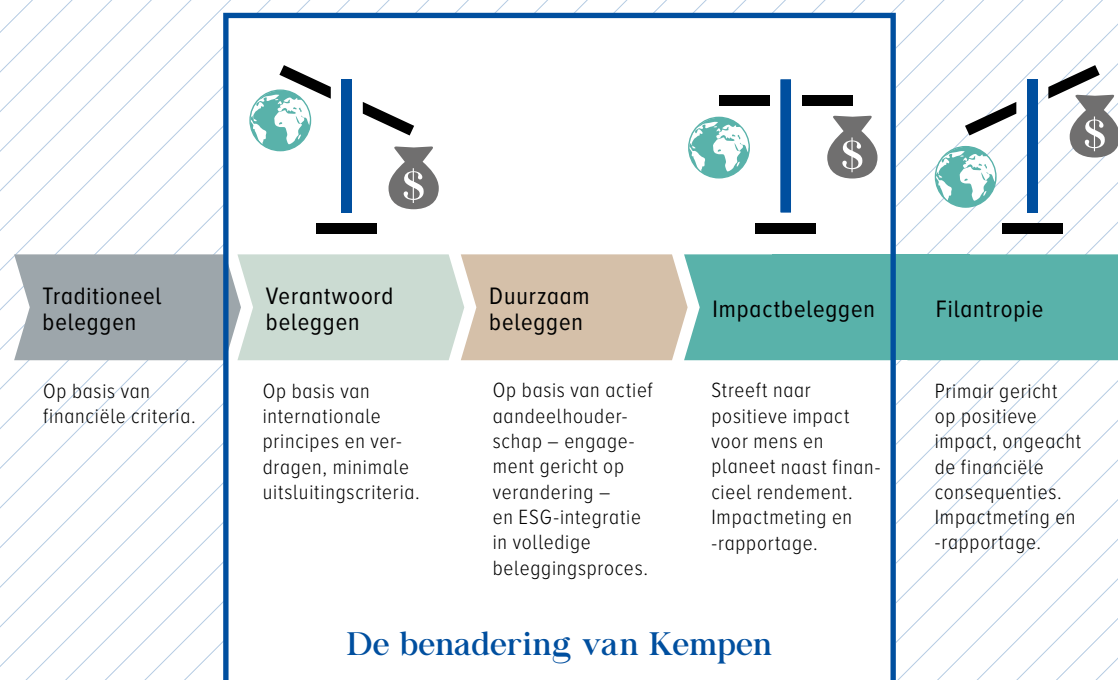 $
$
$
Traditioneel
beleggen
Verantwoord
beleggen
Duurzaam
beleggen
Impactbeleggen
Filantropie
Op basis van
financiële criteria.
Op basis van
internationale
principes en ver-
dragen, minimale
uitsluitingscriteria.
Op basis van actief
aandeelhouder-
schap – engage-
ment gericht op
verandering –
en ESG-integratie
in volledige
beleggingsproces.
Streeft naar
positieve impact
voor mens en
planeet naast finan-
cieel rendement.
Impactmeting en
-rapportage.
Primair gericht
op positieve
impact, ongeacht
de financiële
consequenties.
Impactmeting en
-rapportage.
De benadering van Kempen